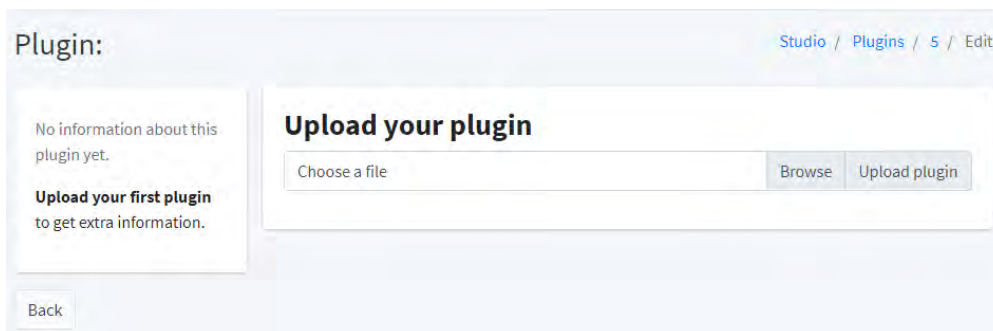 Plugin:
Studio / Plugins / 5 / Edit
No information about this
plugin yet.
Upload your first plugin
to get extra information.
Upload your plugin
Choose a file
Browse
Upload plugin
Back